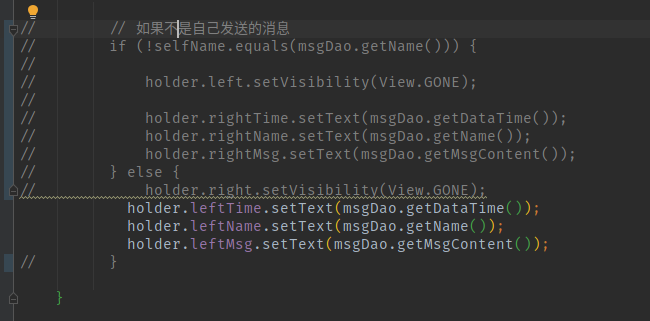 //        // 如果不是自己发送的消息
//        if (!selfName.equals(msgDao.getName())) {
//
//            holder.left.setVisibility(View.GONE);
//
//            holder.rightTime.setText(msgDao.getDataTime());
//            holder.rightName.setText(msgDao.getName());
//            holder.rightMsg.setText(msgDao.getMsgContent());
//        } else {
//            holder.right.setVisibility(View.GONE);
            holder.leftTime.setText(msgDao.getDataTime());
            holder.leftName.setText(msgDao.getName());
            holder.leftMsg.setText(msgDao.getMsgContent());
//        }
    }